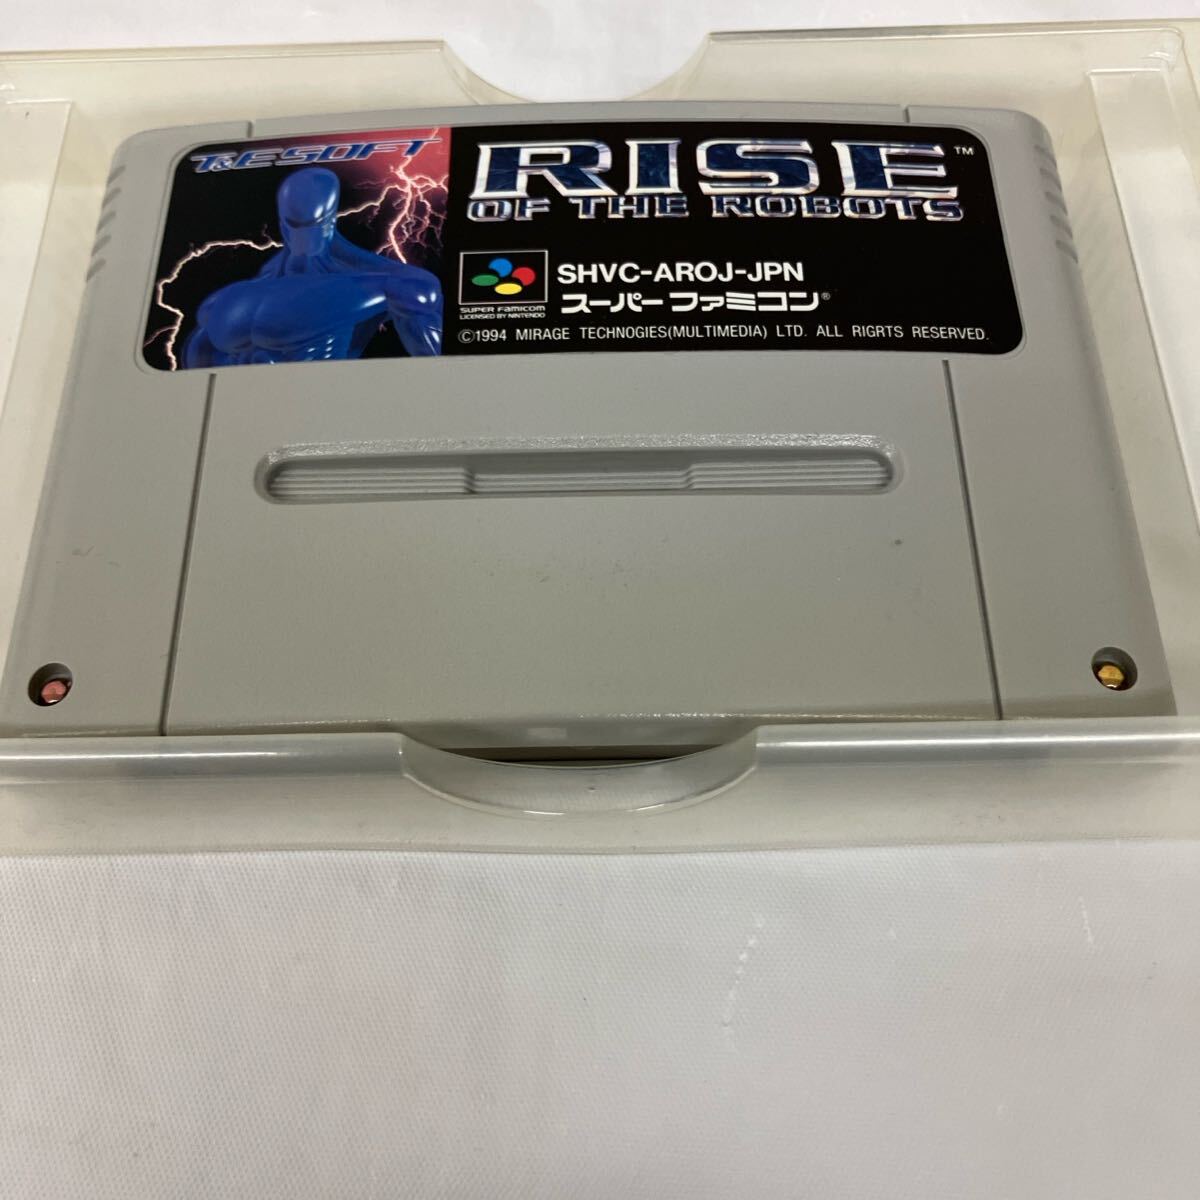 T&ESOFT
RISE
™
OF THE ROBOTS
SUPER FAMICOM
LICENSED BY NINTENDO
SHVC-AROJ-JPN
スーパーファミコン®
©1994 MIRAGE TECHNOGIES(MULTIMEDIA) LTD. ALL RIGRTS RESERVED.